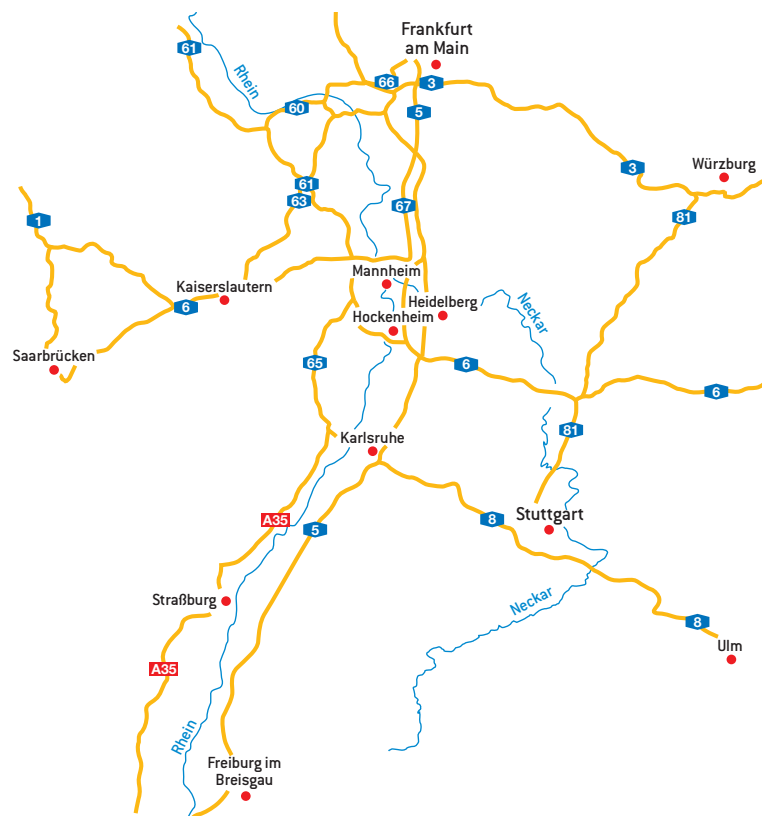 Frankfurt
am Main
61
Rhein
66
3
60
5
3
Würzburg
61
63
67
81
1
Mannheim
Kaiserslautern
6
Heidelberg
Neckar
Hockenheim
Saarbrücken
65
6
6
Karlsruhe
81
A35
5
8
Stuttgart
Straßburg
Neckar
8
Ulm
A35
Rhein
Freiburg im
Breisgau